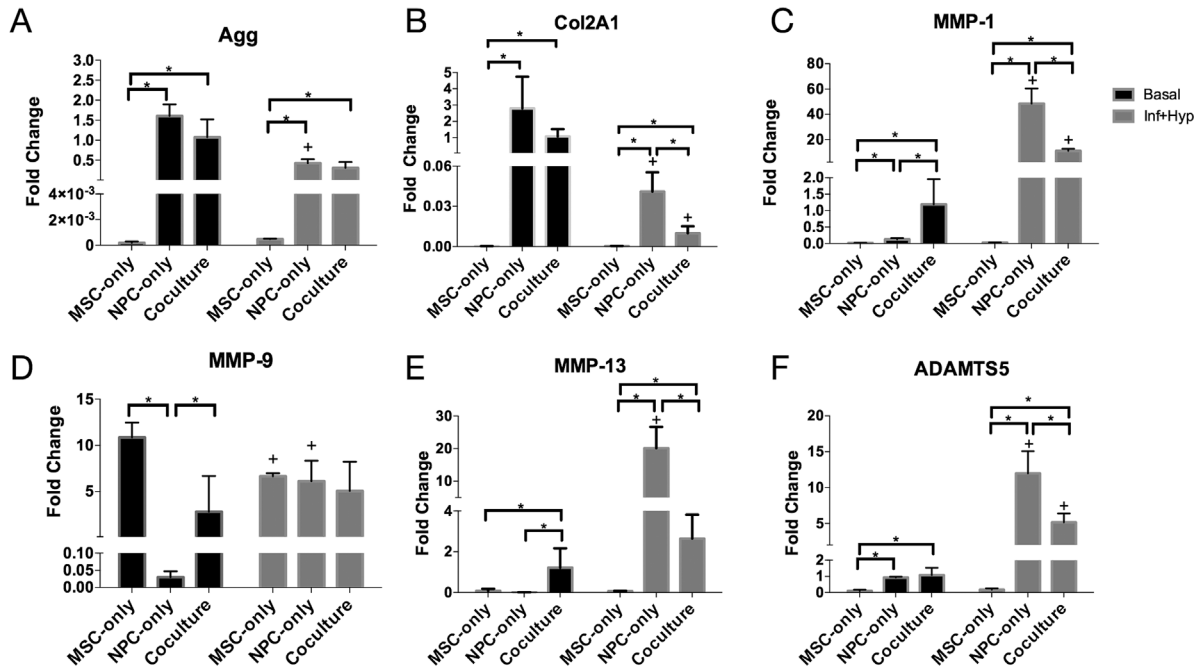 A
Agg
Fold Change
3.0
2.5
2.0
1.5
1.0
0.5
4×10⁻³
2×10⁻³
0
* * * * +
MSC-only NPC-only Coculture MSC-only NPC-only Coculture
B
Col2A1
Fold Change
5
4
3
2
1
0.06
0.03
0.00
* * * * * + +
MSC-only NPC-only Coculture MSC-only NPC-only Coculture
C
MMP-1
Fold Change
80
60
40
20
2.0
1.5
1.0
0.5
0.0
* * * * * * + +
MSC-only NPC-only Coculture MSC-only NPC-only Coculture
Basal
Inf+Hyp
D
MMP-9
Fold Change
15
10
5
0.10
0.05
0.00
* * + +
MSC-only NPC-only Coculture MSC-only NPC-only Coculture
E
MMP-13
Fold Change
30
20
10
4
2
0
* * * * * +
MSC-only NPC-only Coculture MSC-only NPC-only Coculture
F
ADAMTS5
Fold Change
20
15
10
5
2
1
0
* * * * * + +
MSC-only NPC-only Coculture MSC-only NPC-only Coculture